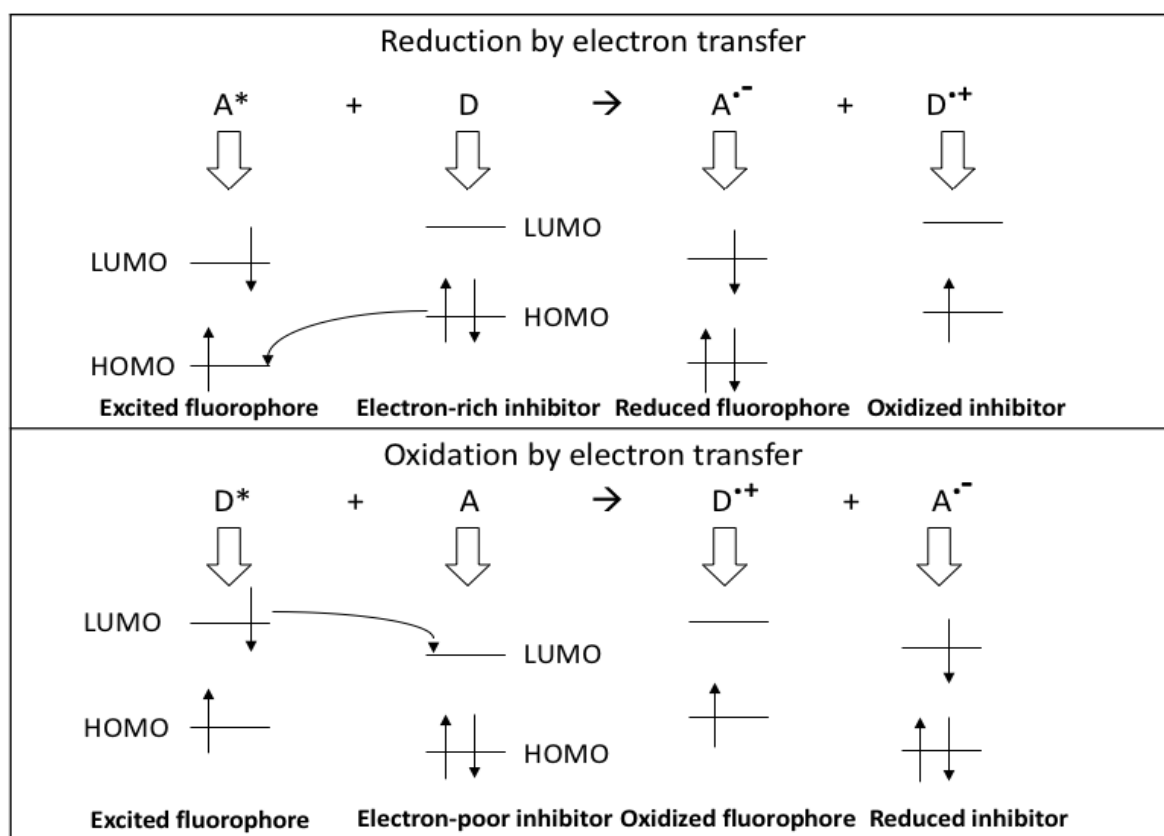 Reduction by electron transfer
A* + D → A•- + D•+
LUMO
LUMO
HOMO
HOMO
Excited fluorophore Electron-rich inhibitor Reduced fluorophore Oxidized inhibitor
Oxidation by electron transfer
D* + A → D•+ + A•-
LUMO
LUMO
HOMO
HOMO
Excited fluorophore Electron-poor inhibitor Oxidized fluorophore Reduced inhibitor